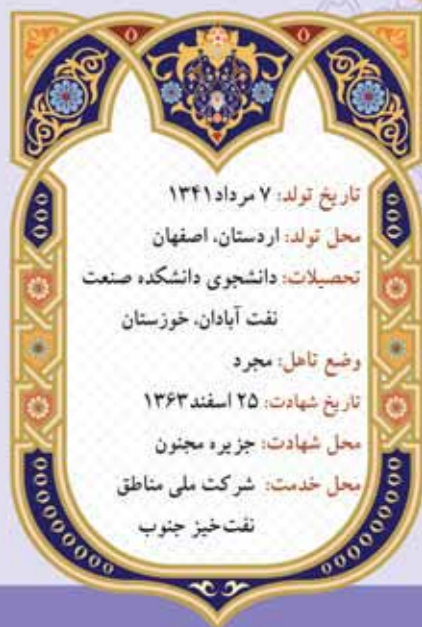 تاریخ تولد: ۷ مرداد ۱۳۴۱
محل تولد: اردستان، اصفهان
تحصیلات: دانشجوی دانشکده صنعت
نفت آبادان، خوزستان
وضع تاهل: مجرد
تاریخ شهادت: ۲۵ اسفند ۱۳۶۳
محل شهادت: جزیره مجنون
محل خدمت: شرکت ملی مناطق
نفت‌خیز جنوب